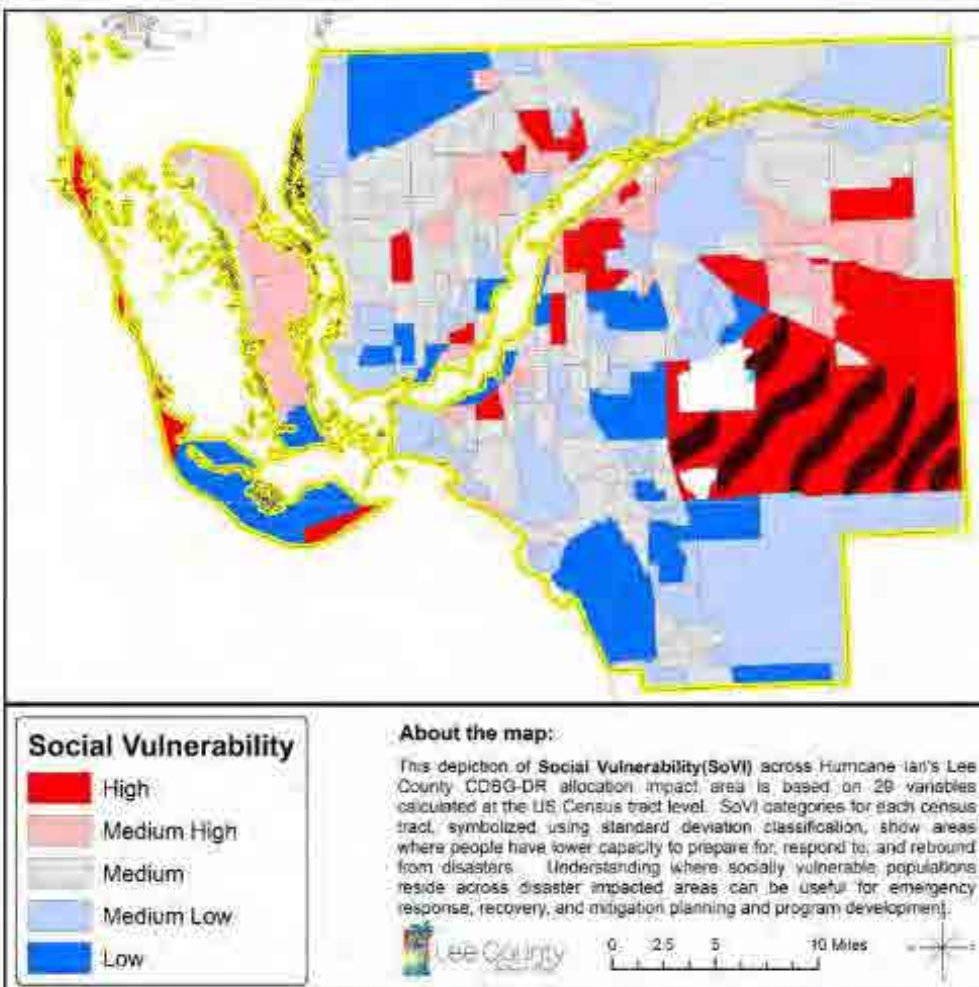 Social Vulnerability
High
Medium High
Medium
Medium Low
Low
About the map:
This depiction of Social Vulnerability(SoVI) across Hurricane Ian's Lee
County CDBG-DR allocation impact area is based on 29 variables
calculated at the US Census tract level. SoVI categories for each census
tract, symbolized using standard deviation classification, show areas
where people have lower capacity to prepare for, respond to, and rebound
from disasters. Understanding where socially vulnerable populations
reside across disaster impacted areas can be useful for emergency
response, recovery, and mitigation planning and program development.
Lee County
0 2.5 5 10 Miles